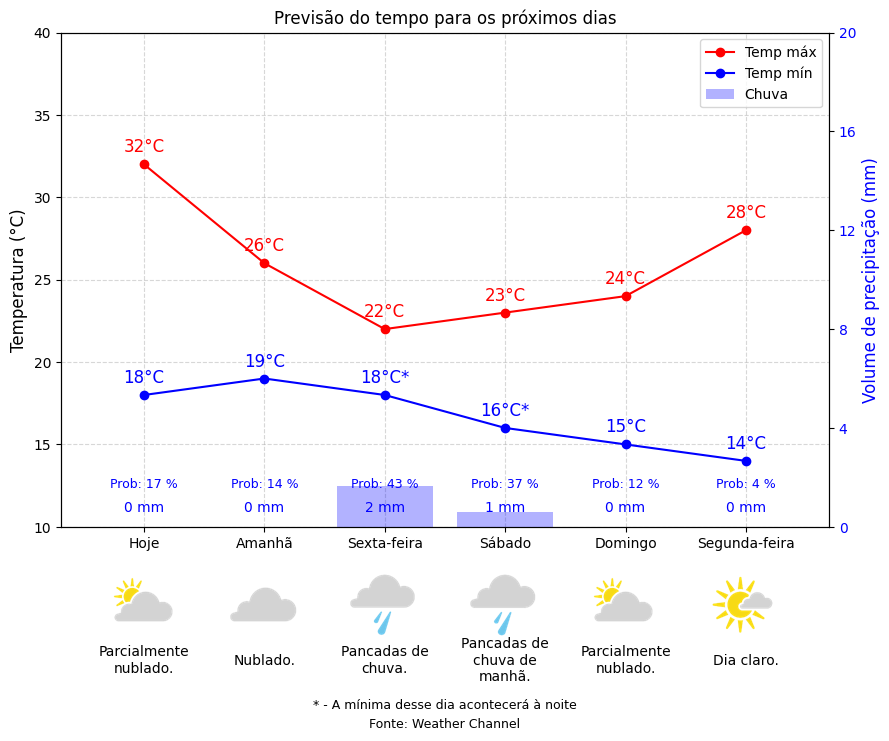 Previsão do tempo para os próximos dias
40
35
30
25
20
15
10
Temperatura (°C)
20
16
12
8
4
0
Volume de precipitação (mm)
Temp máx
Temp mín
Chuva
32°C
26°C
22°C
23°C
24°C
28°C
18°C
19°C
18°C*
16°C*
15°C
14°C
Prob: 17 %
Prob: 14 %
Prob: 43 %
Prob: 37 %
Prob: 12 %
Prob: 4 %
0 mm
0 mm
2 mm
1 mm
0 mm
0 mm
Hoje
Amanhã
Sexta-feira
Sábado
Domingo
Segunda-feira
Parcialmente
nublado.
Nublado.
Pancadas de
chuva.
Pancadas de
chuva de
manhã.
Parcialmente
nublado.
Dia claro.
* - A mínima desse dia acontecerá à noite
Fonte: Weather Channel